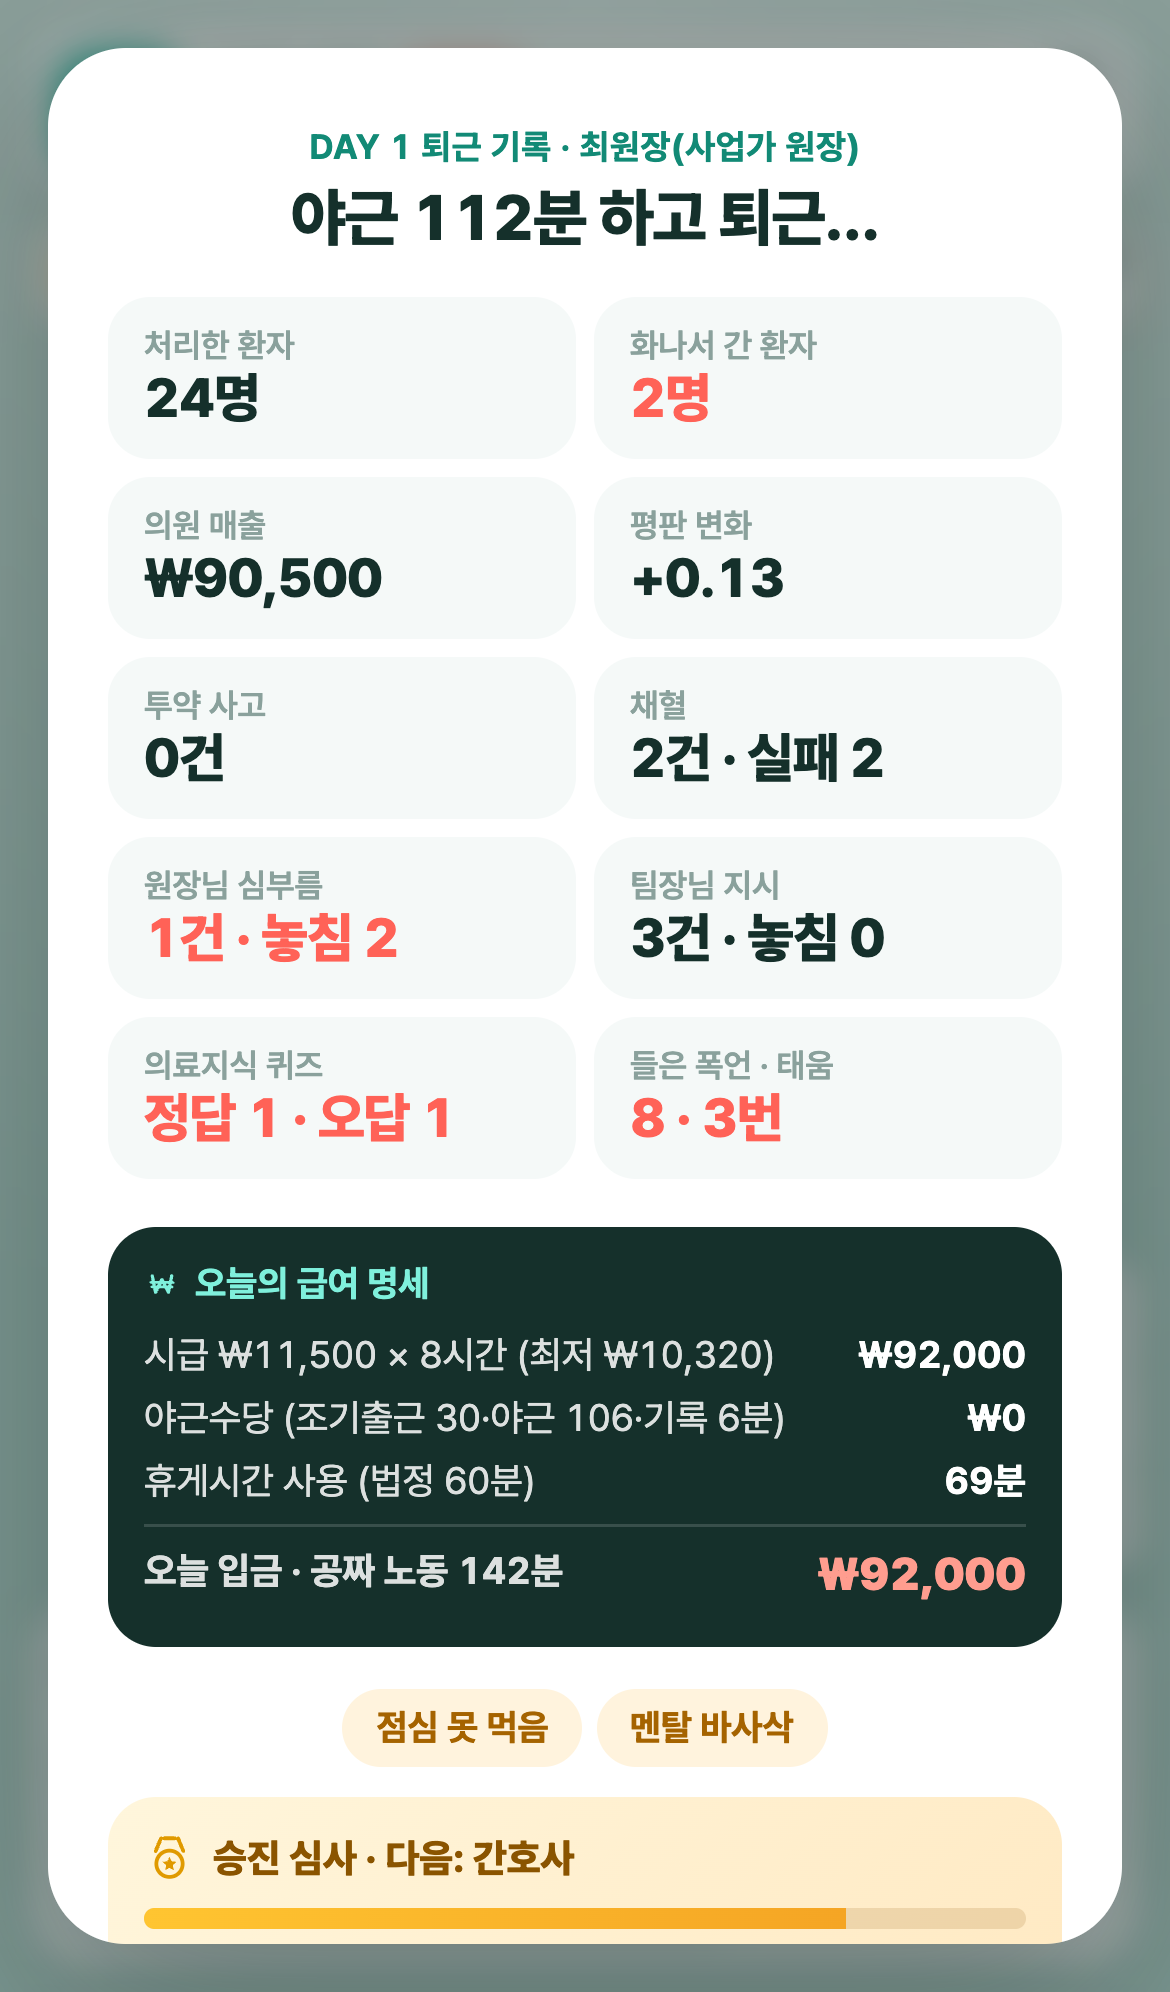 DAY 1 퇴근 기록 · 최원장(사업가 원장)
야근 112분 하고 퇴근...
처리한 환자
24명
화나서 간 환자
2명
의원 매출
₩90,500
평판 변화
+0.13
투약 사고
0건
채혈
2건 · 실패 2
원장님 심부름
1건 · 놓침 2
팀장님 지시
3건 · 놓침 0
의료지식 퀴즈
정답 1 · 오답 1
들은 폭언 · 태움
8 · 3번
₩ 오늘의 급여 명세
시급 ₩11,500 × 8시간 (최저 ₩10,320) ₩92,000
야근수당 (조기출근 30·야근 106·기록 6분) ₩0
휴게시간 사용 (법정 60분) 69분
오늘 입금 · 공짜 노동 142분 ₩92,000
점심 못 먹음 멘탈 바사삭
승진 심사 · 다음: 간호사